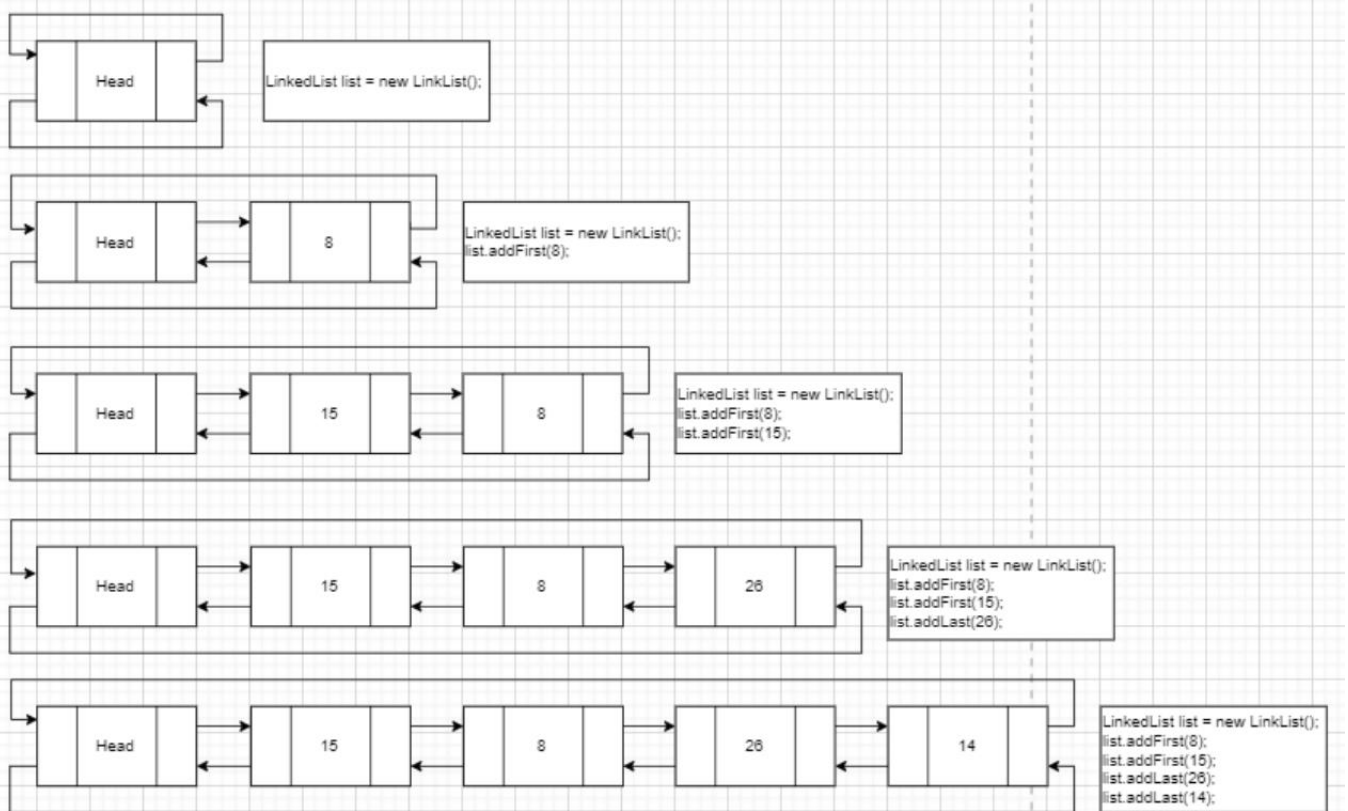 Head
LinkedList list = new LinkList();
Head
8
LinkedList list = new LinkList();
list.addFirst(8);
Head
15
8
LinkedList list = new LinkList();
list.addFirst(8);
list.addFirst(15);
Head
15
8
26
LinkedList list = new LinkList();
list.addFirst(8);
list.addFirst(15);
list.addLast(26);
Head
15
8
26
14
LinkedList list = new LinkList();
list.addFirst(8);
list.addFirst(15);
list.addLast(26);
list.addLast(14);